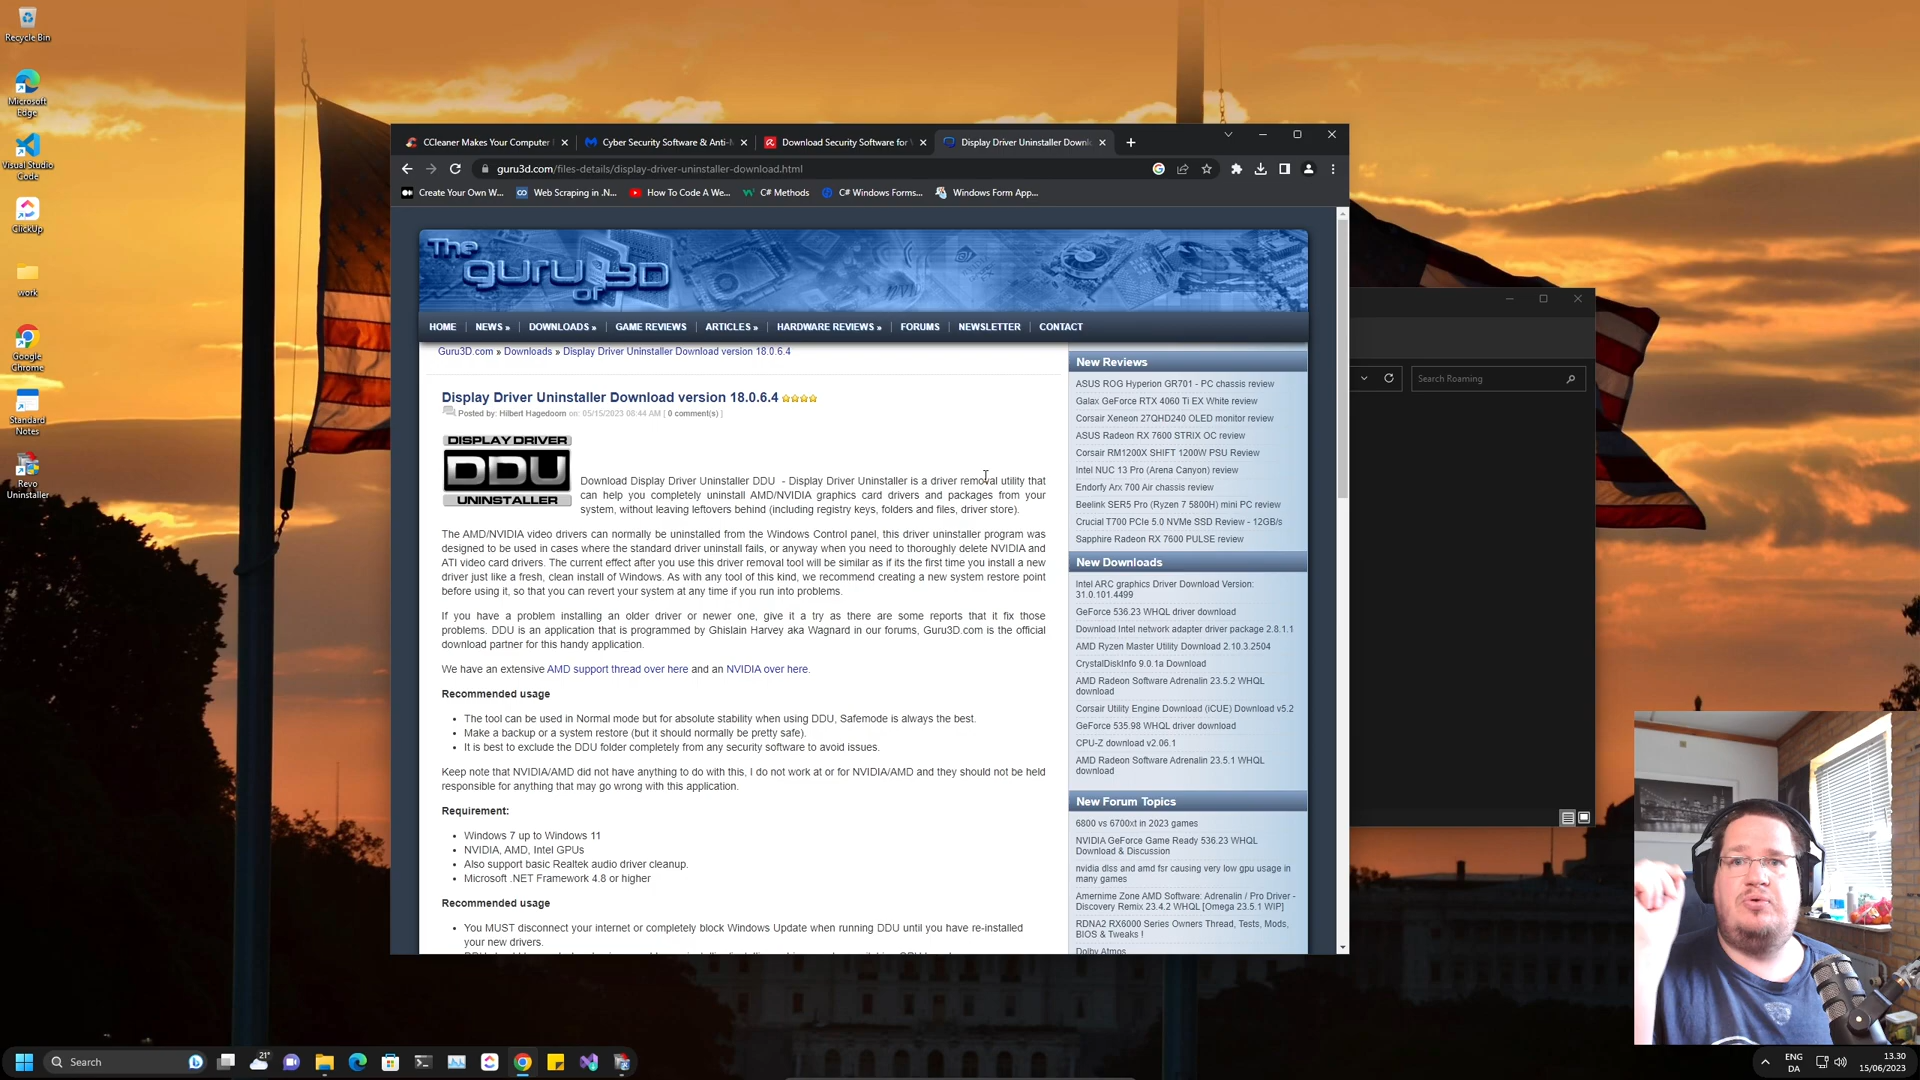 Recycle Bin
Microsoft
Edge
Visual Studio
Code
ClickUp
work
Google
Chrome
Standard
Notes
Revo
Uninstaller
CCleaner Makes Your Computer
Cyber Security Software & Anti-
Download Security Software for
Display Driver Uninstaller Downl
guru3d.com/files-details/display-driver-uninstaller-download.html
Create Your Own W...
Web Scraping in .N...
How To Code A We...
C# Methods
C# Windows Forms...
Windows Form App...
The
guru of 3D
HOME
NEWS »
DOWNLOADS »
GAME REVIEWS
ARTICLES »
HARDWARE REVIEWS »
FORUMS
NEWSLETTER
CONTACT
Guru3D.com » Downloads » Display Driver Uninstaller Download version 18.0.6.4
Display Driver Uninstaller Download version 18.0.6.4
Posted by: Hilbert Hagedoorn on: 05/15/2023 08:44 AM [ 0 comment(s) ]
DISPLAY DRIVER
DDU
UNINSTALLER
Download Display Driver Uninstaller DDU - Display Driver Uninstaller is a driver removal utility that
can help you completely uninstall AMD/NVIDIA graphics card drivers and packages from your
system, without leaving leftovers behind (including registry keys, folders and files, driver store).
The AMD/NVIDIA video drivers can normally be uninstalled from the Windows Control panel, this driver uninstaller program was
designed to be used in cases where the standard driver uninstall fails, or anyway when you need to thoroughly delete NVIDIA and
ATI video card drivers. The current effect after you use this driver removal tool will be similar as if its the first time you install a new
driver just like a fresh, clean install of Windows. As with any tool of this kind, we recommend creating a new system restore point
before using it, so that you can revert your system at any time if you run into problems.
If you have a problem installing an older driver or newer one, give it a try as there are some reports that it fix those
problems. DDU is an application that is programmed by Ghislain Harvey aka Wagnard in our forums, Guru3D.com is the official
download partner for this handy application.
We have an extensive AMD support thread over here and an NVIDIA over here.
Recommended usage
The tool can be used in Normal mode but for absolute stability when using DDU, Safemode is always the best.
Make a backup or a system restore (but it should normally be pretty safe).
It is best to exclude the DDU folder completely from any security software to avoid issues.
Keep note that NVIDIA/AMD did not have anything to do with this, I do not work at or for NVIDIA/AMD and they should not be held
responsible for anything that may go wrong with this application.
Requirement:
Windows 7 up to Windows 11
NVIDIA, AMD, Intel GPUs
Also support basic Realtek audio driver cleanup.
Microsoft .NET Framework 4.8 or higher
Recommended usage
You MUST disconnect your internet or completely block Windows Update when running DDU until you have re-installed
your new drivers.
New Reviews
ASUS ROG Hyperion GR701 - PC chassis review
Galax GeForce RTX 4060 Ti EX White review
Corsair Xeneon 27QHD240 OLED monitor review
ASUS Radeon RX 7600 STRIX OC review
Corsair RM1200X SHIFT 1200W PSU Review
Intel NUC 13 Pro (Arena Canyon) review
Endorfy Arx 700 Air chassis review
Beelink SER5 Pro (Ryzen 7 5800H) mini PC review
Crucial T700 PCIe 5.0 NVMe SSD Review - 12GB/s
Sapphire Radeon RX 7600 PULSE review
New Downloads
Intel ARC graphics Driver Download Version:
31.0.101.4499
GeForce 536.23 WHQL driver download
Download Intel network adapter driver package 2.8.1.1
AMD Ryzen Master Utility Download 2.10.3.2504
CrystalDiskInfo 9.0.1a Download
AMD Radeon Software Adrenalin 23.5.2 WHQL
download
Corsair Utility Engine Download (iCUE) Download v5.2
GeForce 535.98 WHQL driver download
CPU-Z download v2.06.1
AMD Radeon Software Adrenalin 23.5.1 WHQL
download
New Forum Topics
6800 vs 6700xt in 2023 games
NVIDIA GeForce Game Ready 536.23 WHQL
Download & Discussion
nvidia dlss and amd fsr causing very low gpu usage in
many games
Amernime Zone AMD Software: Adrenalin / Pro Driver -
Discovery Remix 23.4.2 WHQL [Omega 23.5.1 WIP]
RDNA2 RX6000 Series Owners Thread, Tests, Mods,
BIOS & Tweaks !
Dolby Atmos
Search Roaming
Search
21°
ENG
DA
13.30
15/06/2023